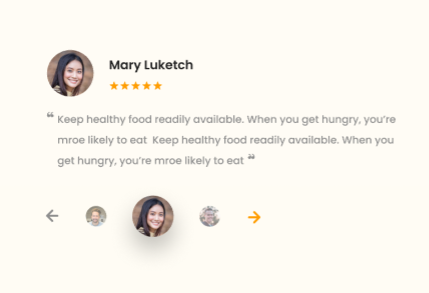 Mary Luketch
“ Keep healthy food readily available. When you get hungry, you’re
mroe likely to eat Keep healthy food readily available. When you
get hungry, you’re mroe likely to eat ”